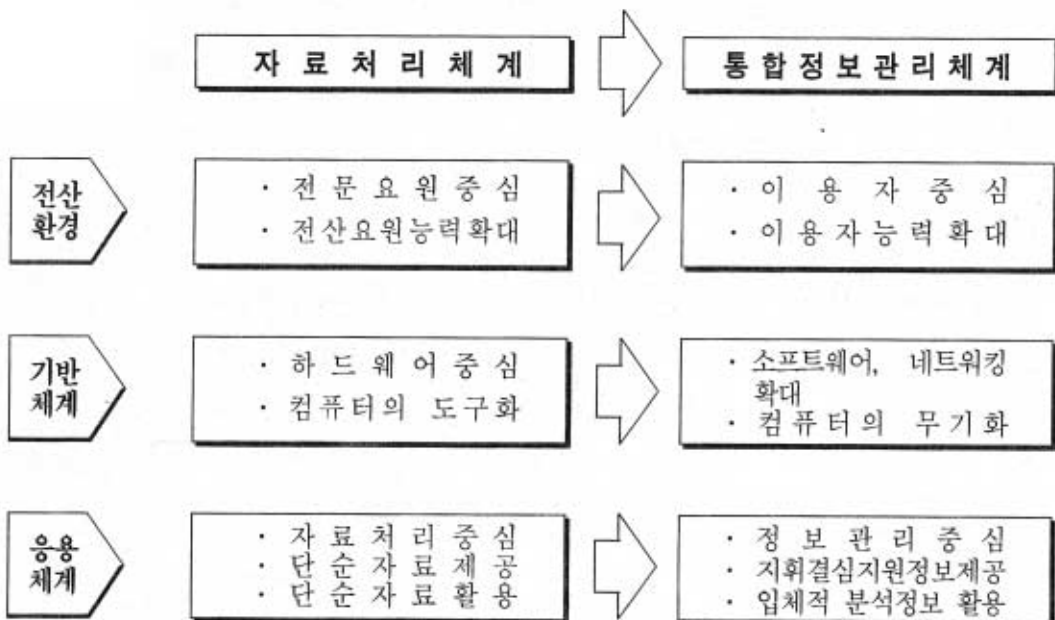 자료처리체계
통합정보관리체계
전산
환경
· 전문요원중심
· 전산요원능력확대
· 이용자중심
· 이용자능력확대
기반
체계
· 하드웨어중심
· 컴퓨터의 도구화
· 소프트웨어, 네트워킹
확대
· 컴퓨터의 무기화
응용
체계
· 자료처리중심
· 단순자료제공
· 단순자료활용
· 정보관리중심
· 지휘결심지원정보제공
· 입체적 분석정보 활용